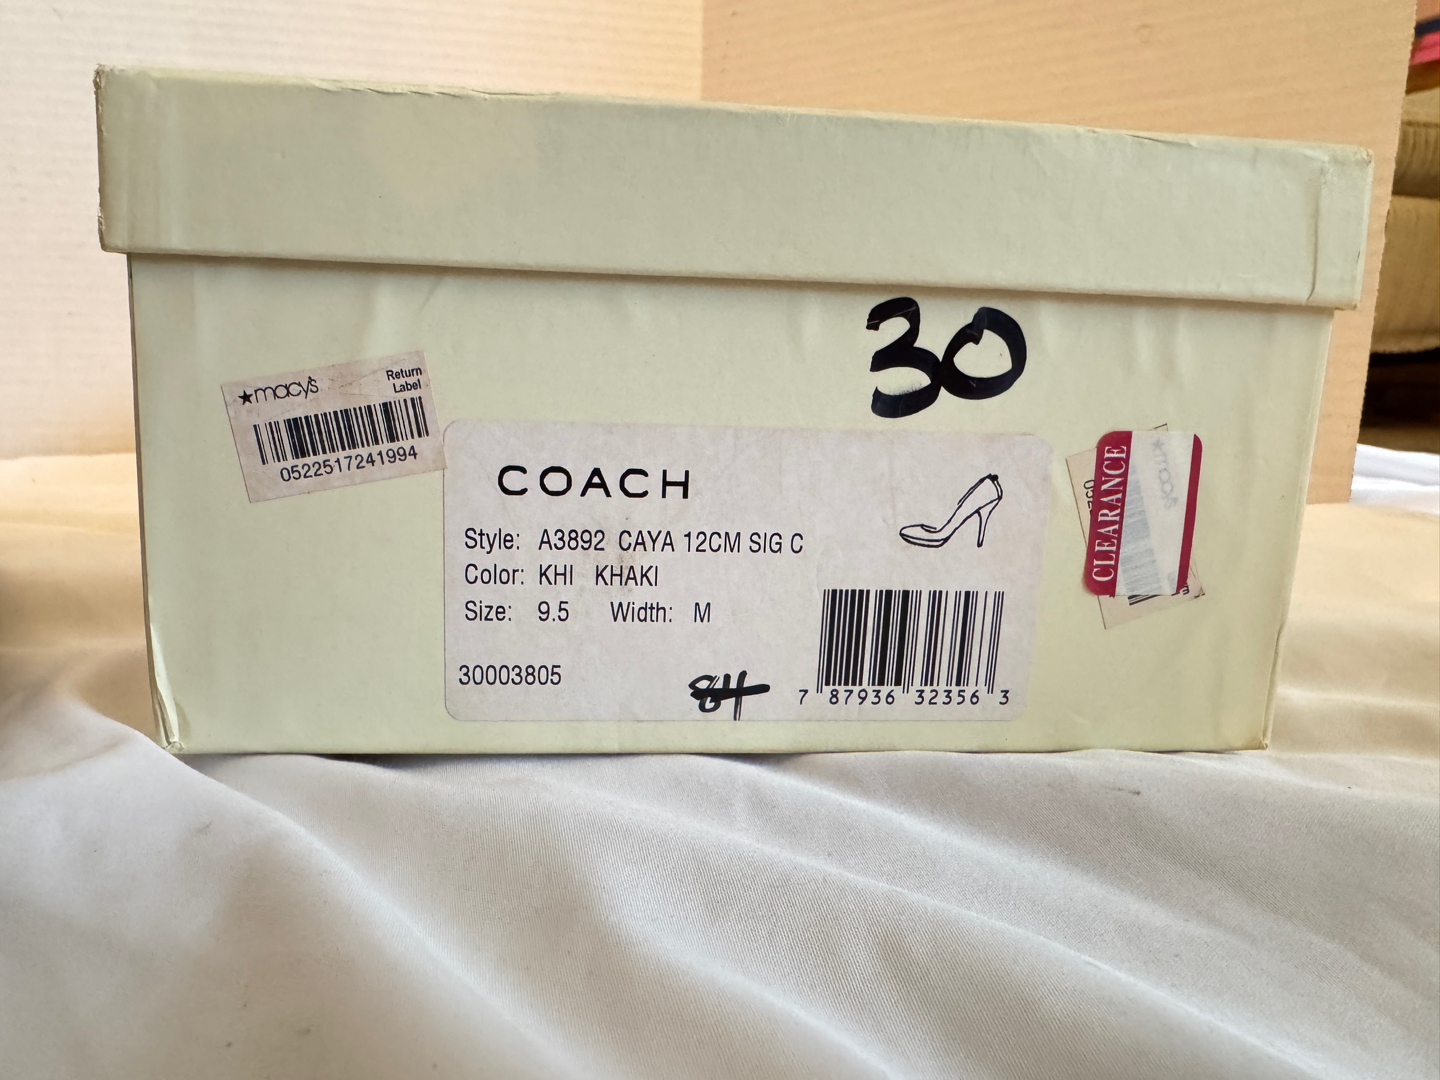 30
★macy's
Return
Label
0522517241994
COACH
Style: A3892 CAYA 12CM SIG C
Color: KHI KHAKI
Size: 9.5 Width: M
30003805
84
7 87936 32356 3
CLEARANCE
★macy's